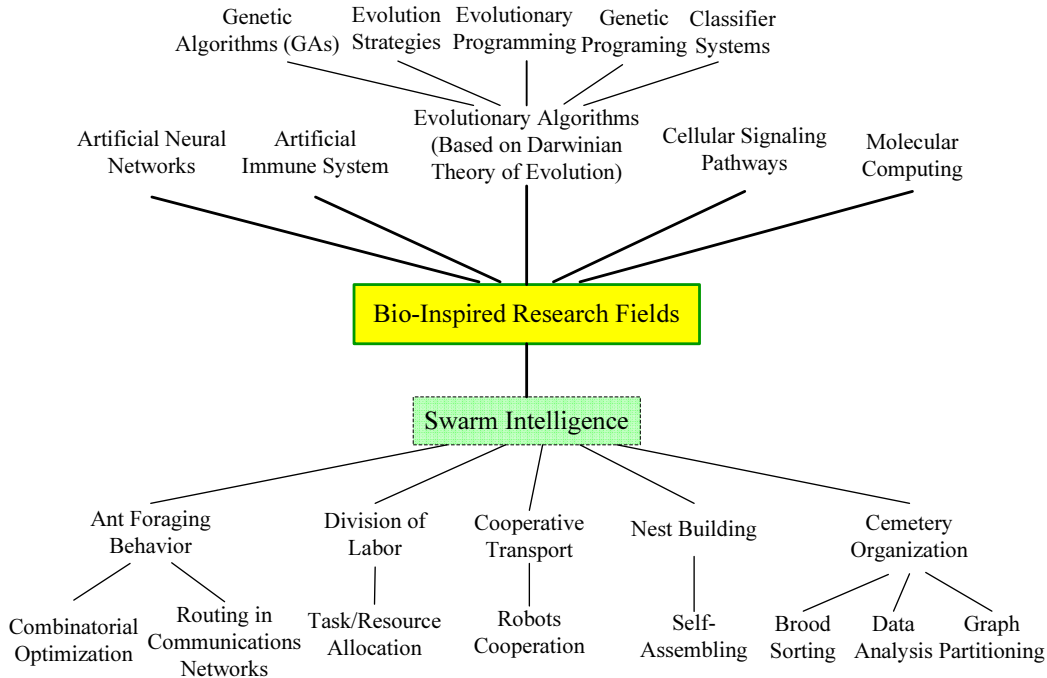 Genetic
Algorithms (GAs)
Evolution
Strategies
Evolutionary
Programming
Genetic
Programing
Classifier
Systems
Artificial Neural
Networks
Artificial
Immune System
Evolutionary Algorithms
(Based on Darwinian
Theory of Evolution)
Cellular Signaling
Pathways
Molecular
Computing
Bio-Inspired Research Fields
Swarm Intelligence
Ant Foraging
Behavior
Division of
Labor
Cooperative
Transport
Nest Building
Cemetery
Organization
Combinatorial
Optimization
Routing in
Communications
Networks
Task/Resource
Allocation
Robots
Cooperation
Self-
Assembling
Brood
Sorting
Data
Analysis
Graph
Partitioning